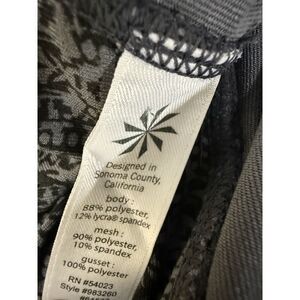 Designed in
Sonoma County,
California
body :
88% polyester,
12% lycra® spandex
mesh :
90% polyester,
10% spandex
gusset :
100% polyester
RN #54023
Style #983260